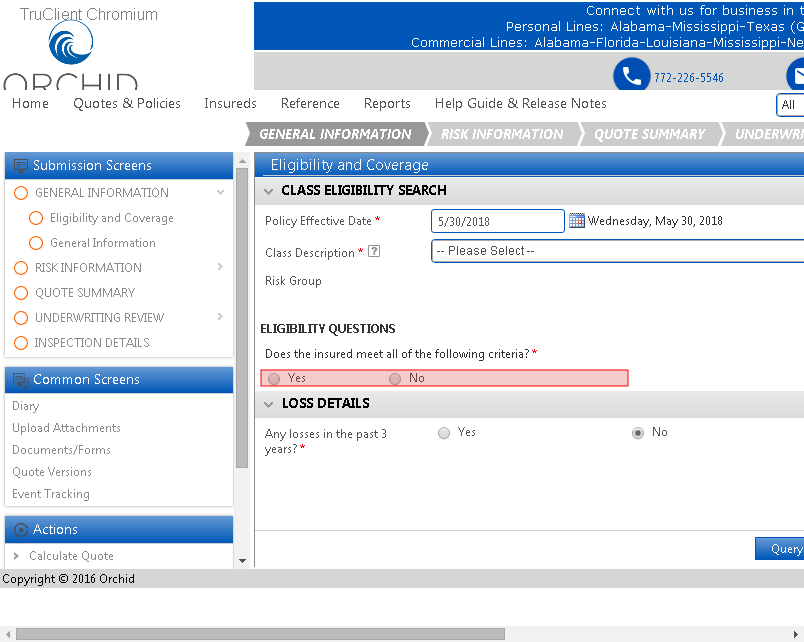 TruClient Chromium
ORCHID
Connect with us for business in
Personal Lines: Alabama-Mississippi-Texas
Commercial Lines: Alabama-Florida-Louisiana-Mississippi-
772-226-5546
Home Quotes & Policies Insureds Reference Reports Help Guide & Release Notes
All
GENERAL INFORMATION RISK INFORMATION QUOTE SUMMARY
Submission Screens
GENERAL INFORMATION
Eligibility and Coverage
General Information
RISK INFORMATION
QUOTE SUMMARY
UNDERWRITING REVIEW
INSPECTION DETAILS
Common Screens
Diary
Upload Attachments
Documents/Forms
Quote Versions
Event Tracking
Actions
Calculate Quote
Eligibility and Coverage
CLASS ELIGIBILITY SEARCH
Policy Effective Date * 5/30/2018 Wednesday, May 30, 2018
Class Description * ? -- Please Select --
Risk Group
ELIGIBILITY QUESTIONS
Does the insured meet all of the following criteria? *
Yes No
LOSS DETAILS
Any losses in the past 3
years? *
Yes No
Query
Copyright © 2016 Orchid